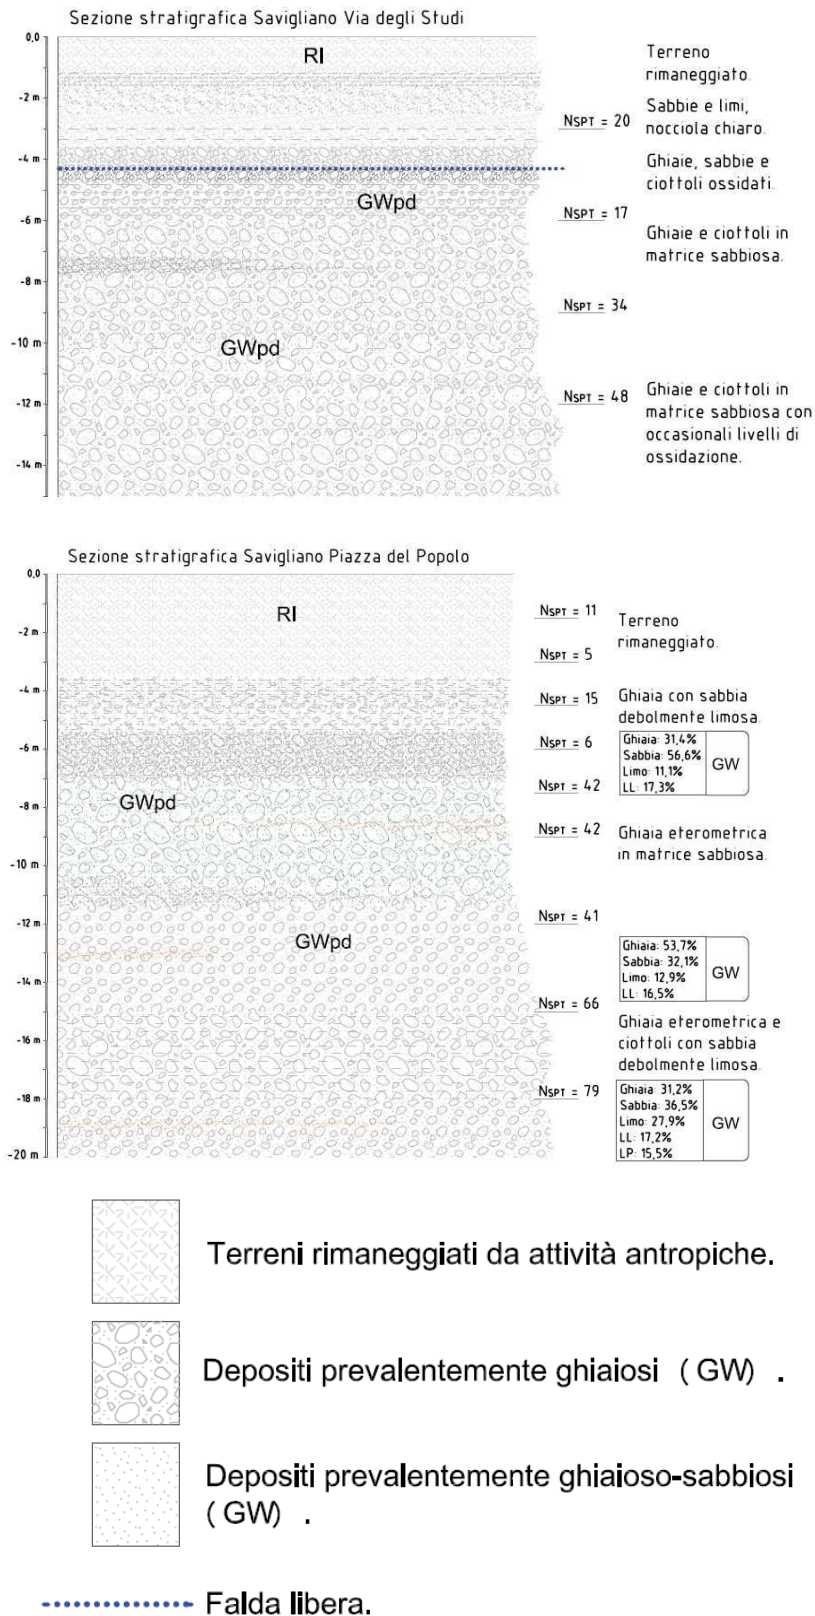 Sezione stratigrafica Savigliano Via degli Studi
0,0
-2 m
-4 m
-6 m
-8 m
-10 m
-12 m
-14 m
RI
GWpd
GWpd
NSPT = 20
NSPT = 17
NSPT = 34
NSPT = 48
Terreno
rimaneggiato.
Sabbie e limi,
nocciola chiaro.
Ghiaie, sabbie e
ciottoli ossidati.
Ghiaie e ciottoli in
matrice sabbiosa.
Ghiaie e ciottoli in
matrice sabbiosa con
occasionali livelli di
ossidazione.
Sezione stratigrafica Savigliano Piazza del Popolo
0,0
-2 m
-4 m
-6 m
-8 m
-10 m
-12 m
-14 m
-16 m
-18 m
-20 m
RI
GWpd
GWpd
NSPT = 11
NSPT = 5
NSPT = 15
NSPT = 6
NSPT = 42
NSPT = 42
NSPT = 41
NSPT = 66
NSPT = 79
Terreno
rimaneggiato.
Ghiaia con sabbia
debolmente limosa.
Ghiaia: 31,4%
Sabbia: 56,6%
Limo: 11,1%
LL: 17,3%
GW
Ghiaia eterometrica
in matrice sabbiosa.
Ghiaia: 53,7%
Sabbia: 32,1%
Limo: 12,9%
LL: 16,5%
GW
Ghiaia eterometrica e
ciottoli con sabbia
debolmente limosa.
Ghiaia: 31,2%
Sabbia: 36,5%
Limo: 27,9%
LL: 17,2%
LP: 15,5%
GW
Terreni rimaneggiati da attività antropiche.
Depositi prevalentemente ghiaiosi ( GW) .
Depositi prevalentemente ghiaioso-sabbiosi
( GW) .
Falda libera.